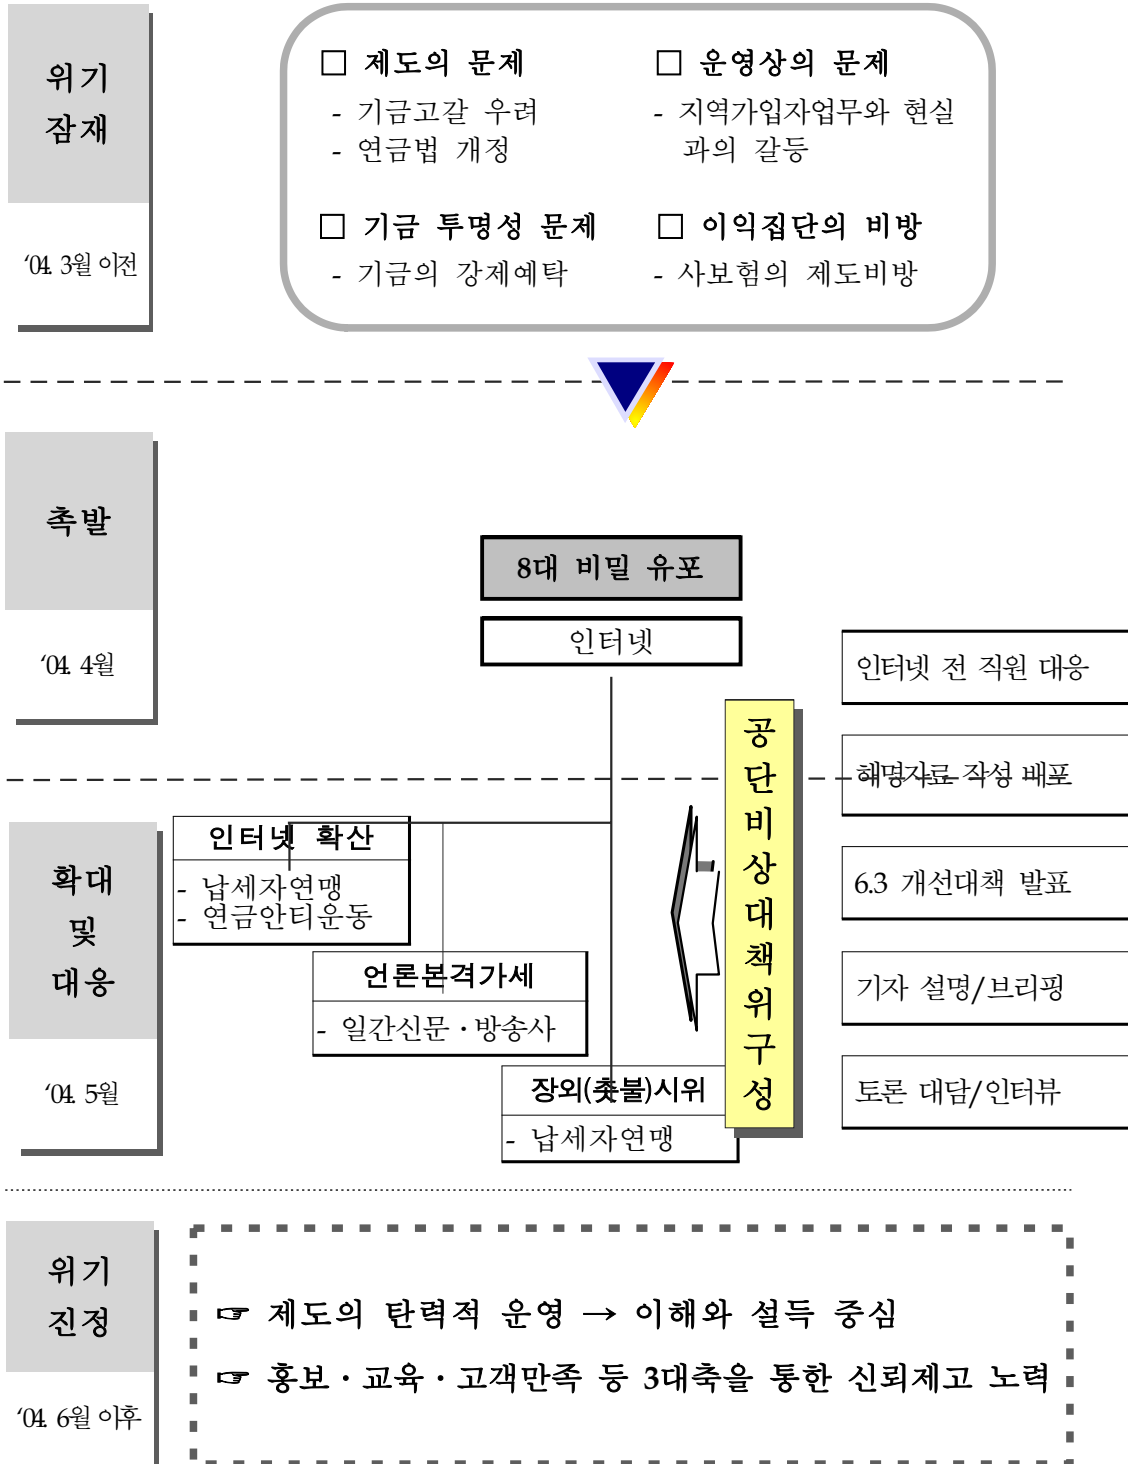 위기
잠재
‘04. 3월 이전
□ 제도의 문제
- 기금고갈 우려
- 연금법 개정
□ 운영상의 문제
- 지역가입자업무와 현실
과의 갈등
□ 기금 투명성 문제
- 기금의 강제예탁
□ 이익집단의 비방
- 사보험의 제도비방
촉발
‘04. 4월
8대 비밀 유포
인터넷
확대
및
대응
‘04. 5월
인터넷 확산
- 납세자연맹
- 연금안티운동
언론본격가세
- 일간신문·방송사
장외(촛불)시위
- 납세자연맹
공
단
비
상
대
책
위
구
성
인터넷 전 직원 대응
해명자료 작성 배포
6.3 개선대책 발표
기자 설명/브리핑
토론 대담/인터뷰
위기
진정
‘04. 6월 이후
☞ 제도의 탄력적 운영 → 이해와 설득 중심
☞ 홍보·교육·고객만족 등 3대축을 통한 신뢰제고 노력